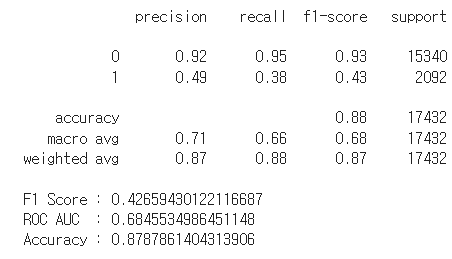 precision recall f1-score support
0 0.92 0.95 0.93 15340
1 0.49 0.38 0.43 2092
accuracy 0.88 17432
macro avg 0.71 0.66 0.68 17432
weighted avg 0.87 0.88 0.87 17432
F1 Score : 0.42659430122116687
ROC AUC : 0.6845534986451148
Accuracy : 0.8787861404313906